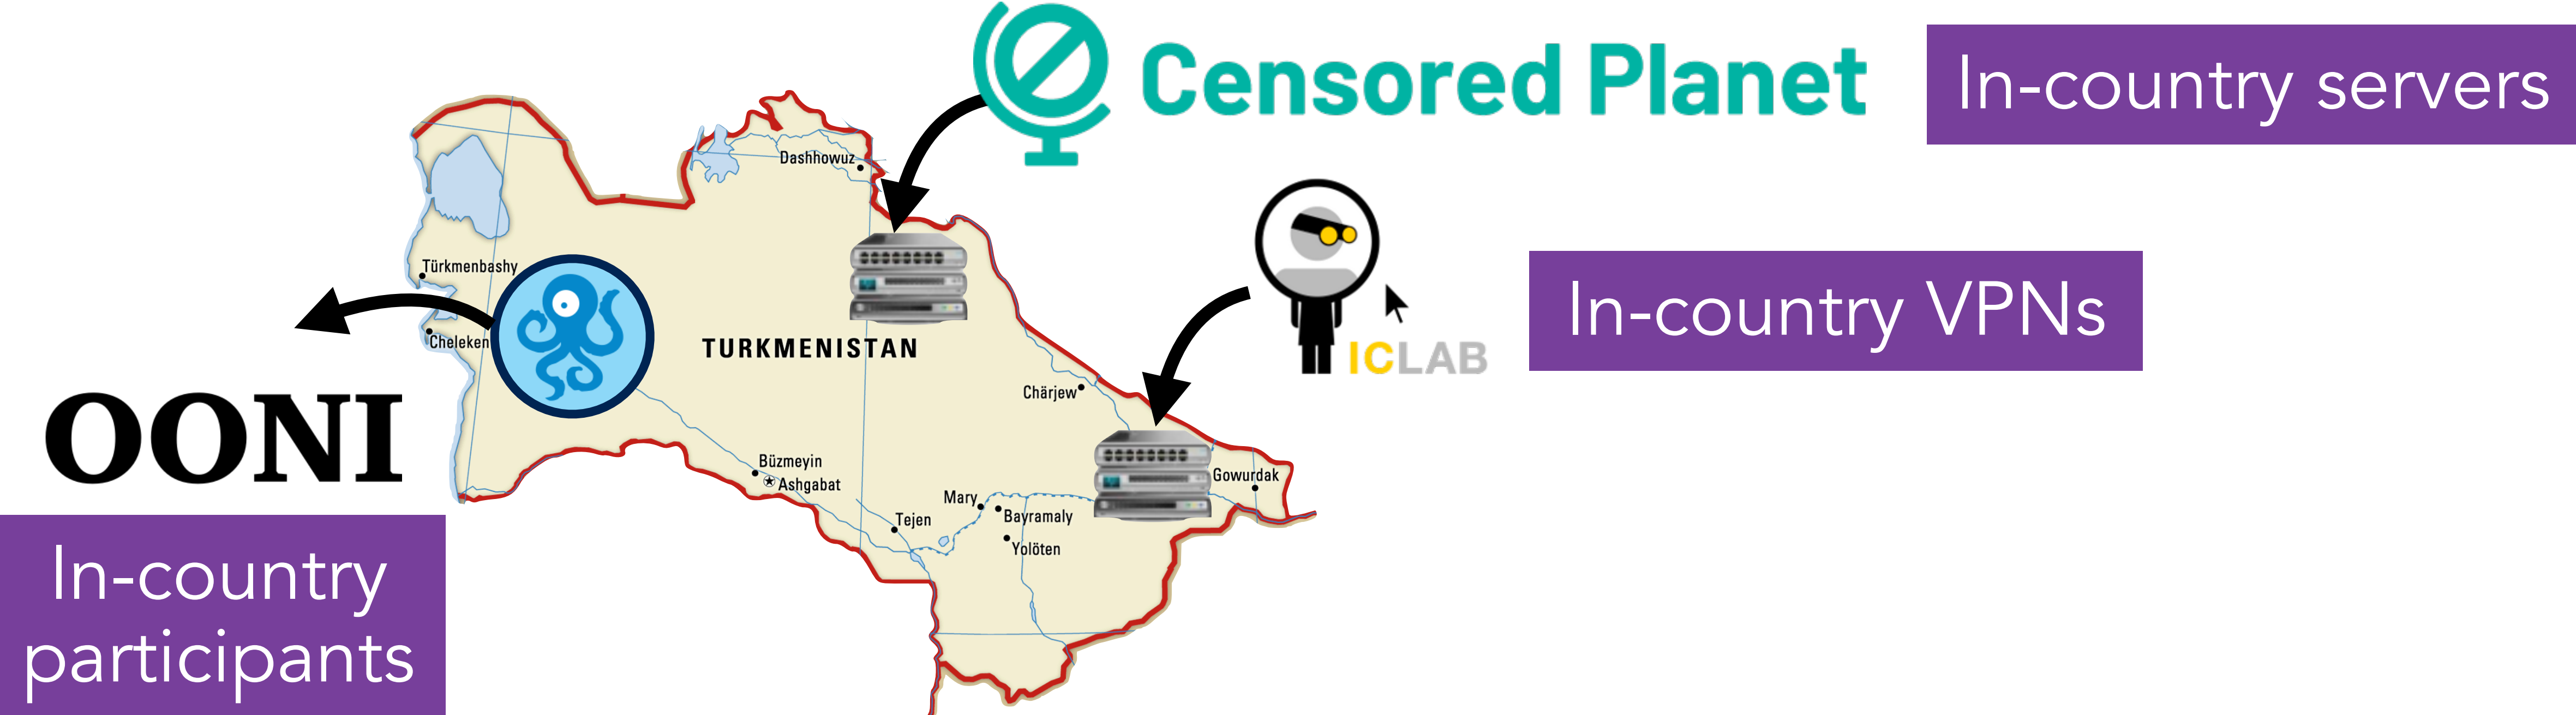 Censored Planet
In-country servers
Dashhowuz
Türkmenbashy
In-country VPNs
Cheleken
TURKMENISTAN
ICLAB
Chärjew
OONI
Büzmeyin
Ashgabat
Gowurdak
Mary
Bayramaly
Tejen
Yolöten
In-country
participants